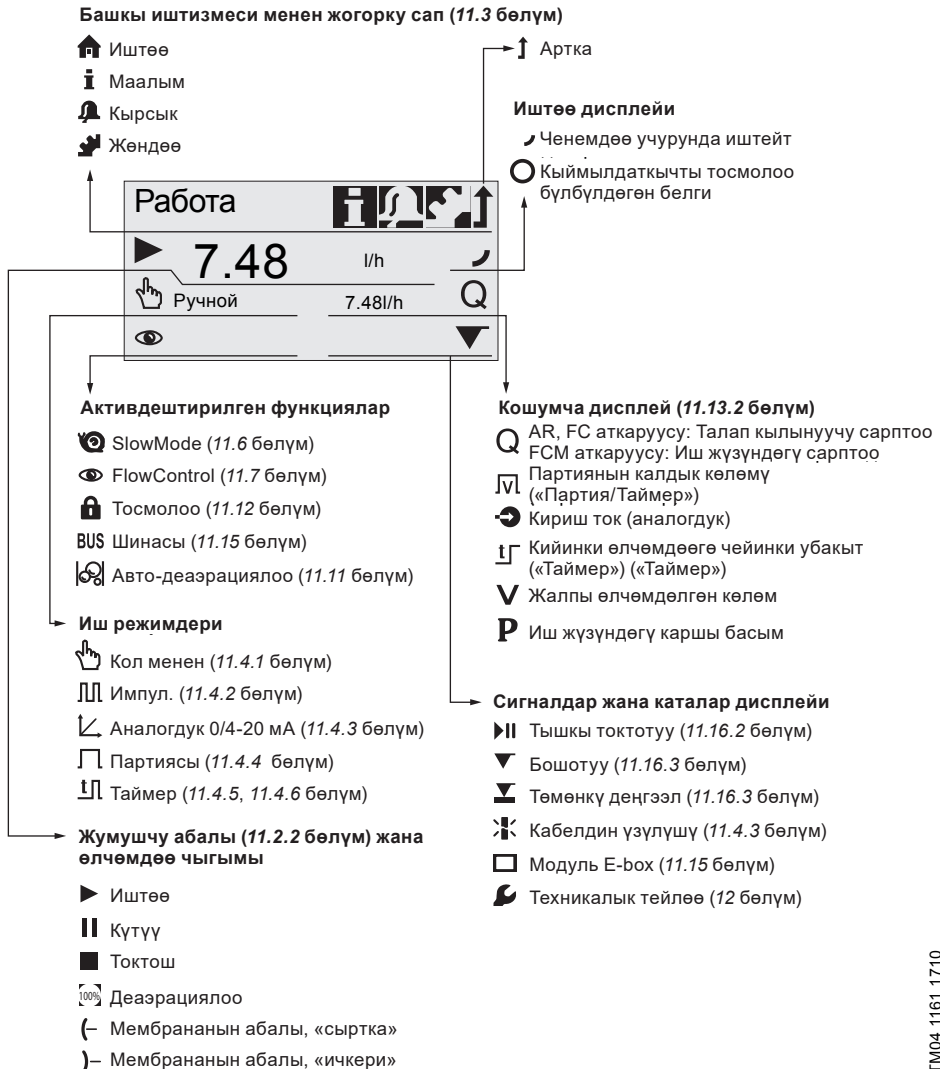 Башкы иштизмеси менен жогорку сап (11.3 бөлүм)
Иштөө
Маалым
Кырсык
Жөндөө
Артка
Иштөө дисплейи
Ченемдөө учурунда иштейт
Кыймылдаткычты тосмолоо
бүлбүлдөгөн белги
Работа
7.48
l/h
Ручной
7.48l/h
Q
Активдештирилген функциялар
SlowMode (11.6 бөлүм)
FlowControl (11.7 бөлүм)
Тосмолоо (11.12 бөлүм)
BUS Шинасы (11.15 бөлүм)
Авто-деаэрациялоо (11.11 бөлүм)
Иш режимдери
Кол менен (11.4.1 бөлүм)
Импул. (11.4.2 бөлүм)
Аналогдук 0/4-20 мА (11.4.3 бөлүм)
Партиясы (11.4.4 бөлүм)
Таймер (11.4.5, 11.4.6 бөлүм)
Жумушчу абалы (11.2.2 бөлүм) жана
өлчөмдөө чыгымы
Иштөө
Күтүү
Токтош
100% Деаэрациялоо
Мембрананын абалы, «сыртка»
Мембрананын абалы, «ичкери»
Кошумча дисплей (11.13.2 бөлүм)
Q AR, FC аткаруусу: Талап кылынуучу сарптоо
FCM аткаруусу: Иш жүзүндөгү сарптоо
Партиянын калдык көлөмү
(«Партия/Таймер»)
Кириш ток (аналогдук)
Кийинки өлчөмдөөгө чейинки убакыт
(«Таймер») («Таймер»)
V Жалпы өлчөмдөлгөн көлөм
P Иш жүзүндөгү каршы басым
Сигналдар жана каталар дисплейи
Тышкы токтотуу (11.16.2 бөлүм)
Бошотуу (11.16.3 бөлүм)
Төмөнкү деңгээл (11.16.3 бөлүм)
Кабелдин үзүлүшү (11.4.3 бөлүм)
Модуль E-box (11.15 бөлүм)
Техникалык тейлөө (12 бөлүм)
TM04 1161 1710